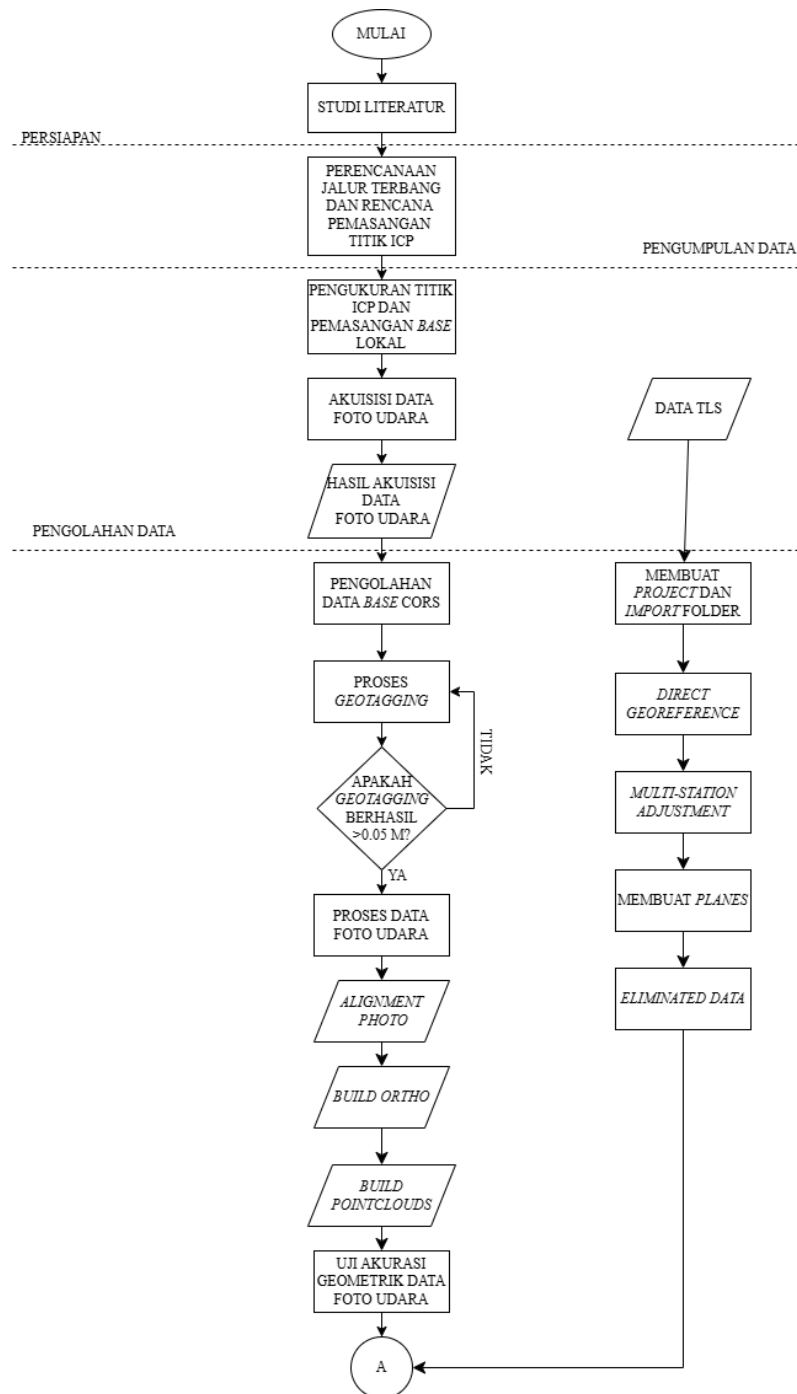 MULAI
STUDI LITERATUR
PERSIAPAN
PERENCANAAN
JALUR TERBANG
DAN RENCANA
PEMASANGAN
TITIK ICP
PENGUMPULAN DATA
PENGUKURAN TITIK
ICP DAN
PEMASANGAN BASE
LOKAL
AKUISISI DATA
FOTO UDARA
DATA TLS
HASIL AKUISISI
DATA
FOTO UDARA
PENGOLAHAN DATA
PENGOLAHAN
DATA BASE CORS
MEMBUAT
PROJECT DAN
IMPORT FOLDER
PROSES
GEOTAGGING
DIRECT
GEOREFERENCE
TIDAK
APAKAH
GEOTAGGING
BERHASIL
>0.05 M?
MULTI-STATION
ADJUSTMENT
YA
PROSES DATA
FOTO UDARA
MEMBUAT PLANES
ALIGNMENT
PHOTO
ELIMINATED DATA
BUILD ORTHO
BUILD
POINTCLOUDS
UJI AKURASI
GEOMETRIK DATA
FOTO UDARA
A